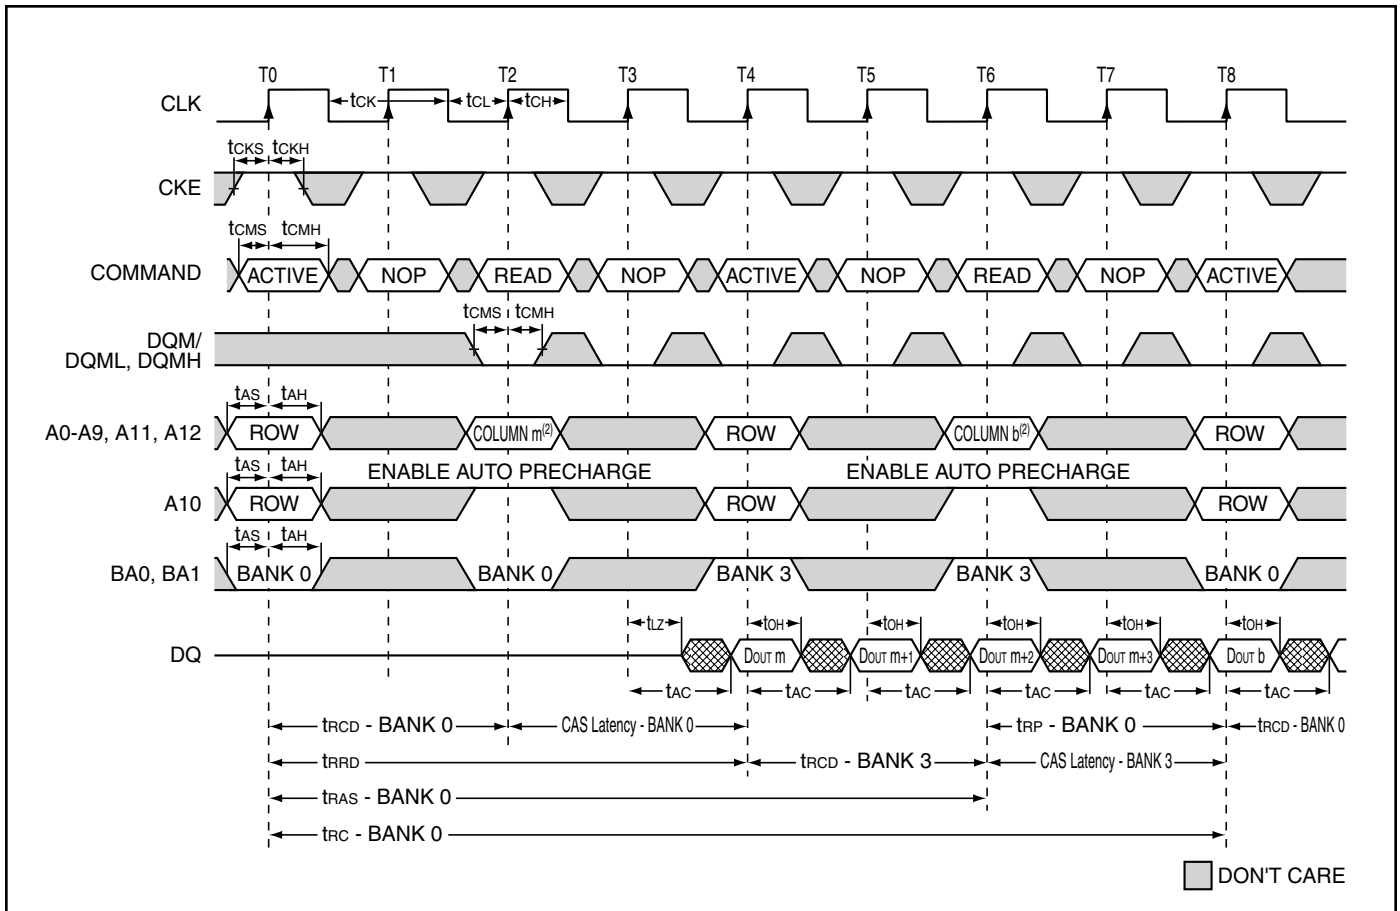 T0 T1 T2 T3 T4 T5 T6 T7 T8
CLK tCK tCL tCH
tCKS tCKH
CKE
tCMS tCMH
COMMAND ACTIVE NOP READ NOP ACTIVE NOP READ NOP ACTIVE
tCMS tCMH
DQM/
DQML, DQMH
tAS tAH
A0-A9, A11, A12 ROW COLUMN m(2) ROW COLUMN b(2) ROW
tAS tAH ENABLE AUTO PRECHARGE ENABLE AUTO PRECHARGE
A10 ROW ROW ROW
tAS tAH
BA0, BA1 BANK 0 BANK 0 BANK 3 BANK 3 BANK 0
tLZ tOH tOH tOH tOH tOH
DQ DOUT m DOUT m+1 DOUT m+2 DOUT m+3 DOUT b
tAC tAC tAC tAC tAC tAC
tRCD - BANK 0 CAS Latency - BANK 0 tRP - BANK 0 tRCD - BANK 0
tRRD tRCD - BANK 3 CAS Latency - BANK 3
tRAS - BANK 0
tRC - BANK 0
DON'T CARE